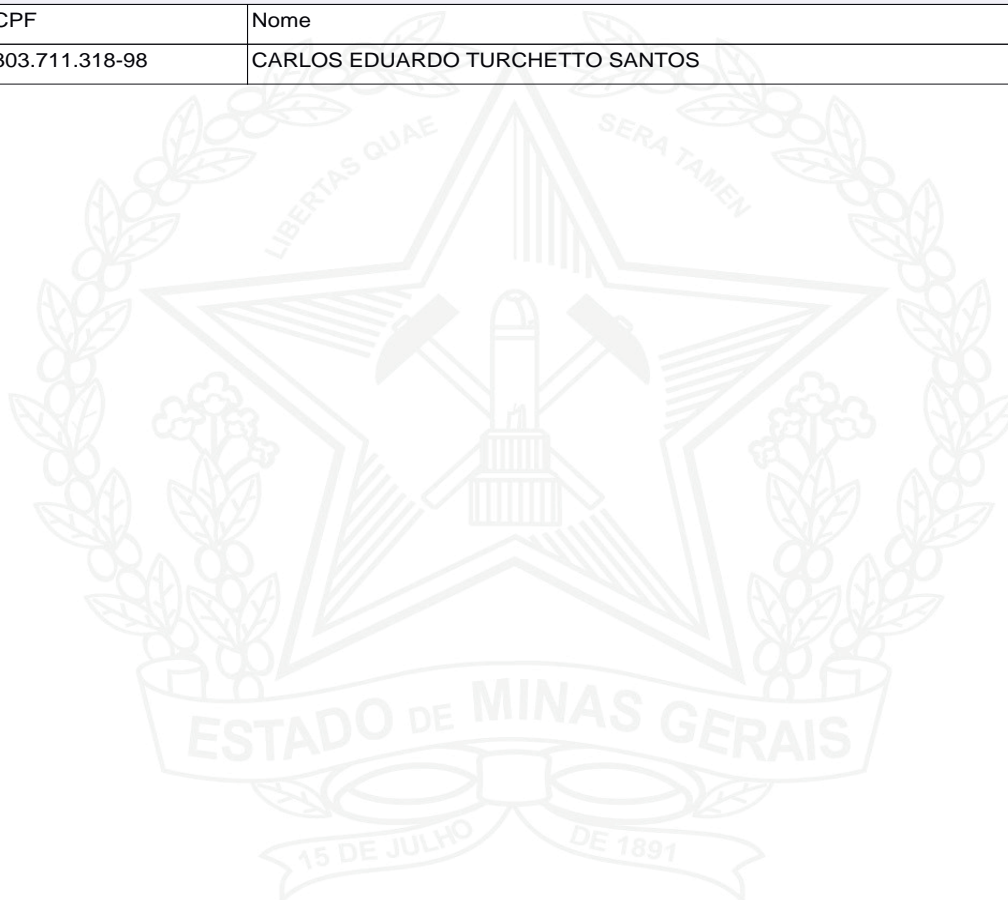 CPF Nome
303.711.318-98 CARLOS EDUARDO TURCHETTO SANTOS
LIBERTAS QUAE SERA TAMEN
ESTADO DE MINAS GERAIS
15 DE JULHO DE 1891